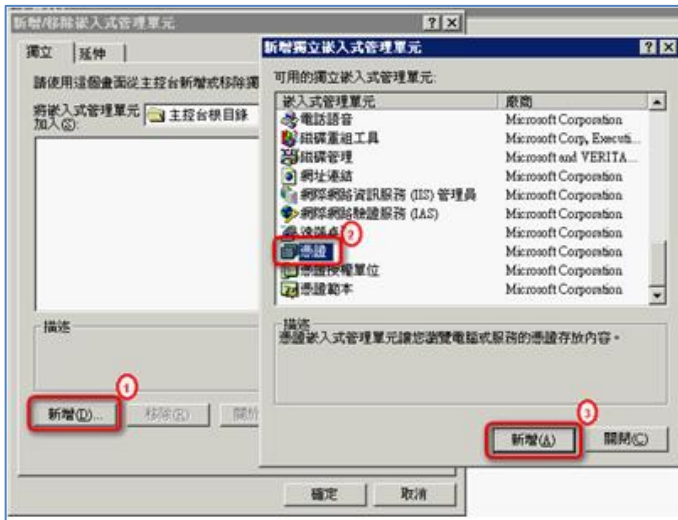 新增/移除嵌入式管理單元
獨立 延伸
請使用這個畫面從主控台新增或移除獨
將嵌入式管理單元加入(S):
主控台根目錄
描述
1
新增(D)...
移除(R)
關於
確定
取消
新增獨立嵌入式管理單元
可用的獨立嵌入式管理單元:
嵌入式管理單元 廠商
電話語音 Microsoft Corporation
磁碟重組工具 Microsoft Corp, Executi...
磁碟管理 Microsoft and VERITA...
網址連結 Microsoft Corporation
網際網路資訊服務 (IIS) 管理員 Microsoft Corporation
網際網路驗證服務 (IAS) Microsoft Corporation
Microsoft Corporation
2
憑證 Microsoft Corporation
憑證授權單位 Microsoft Corporation
憑證範本 Microsoft Corporation
描述
憑證嵌入式管理單元讓您瀏覽電腦或服務的憑證存放內容。
3
新增(A)
關閉(C)